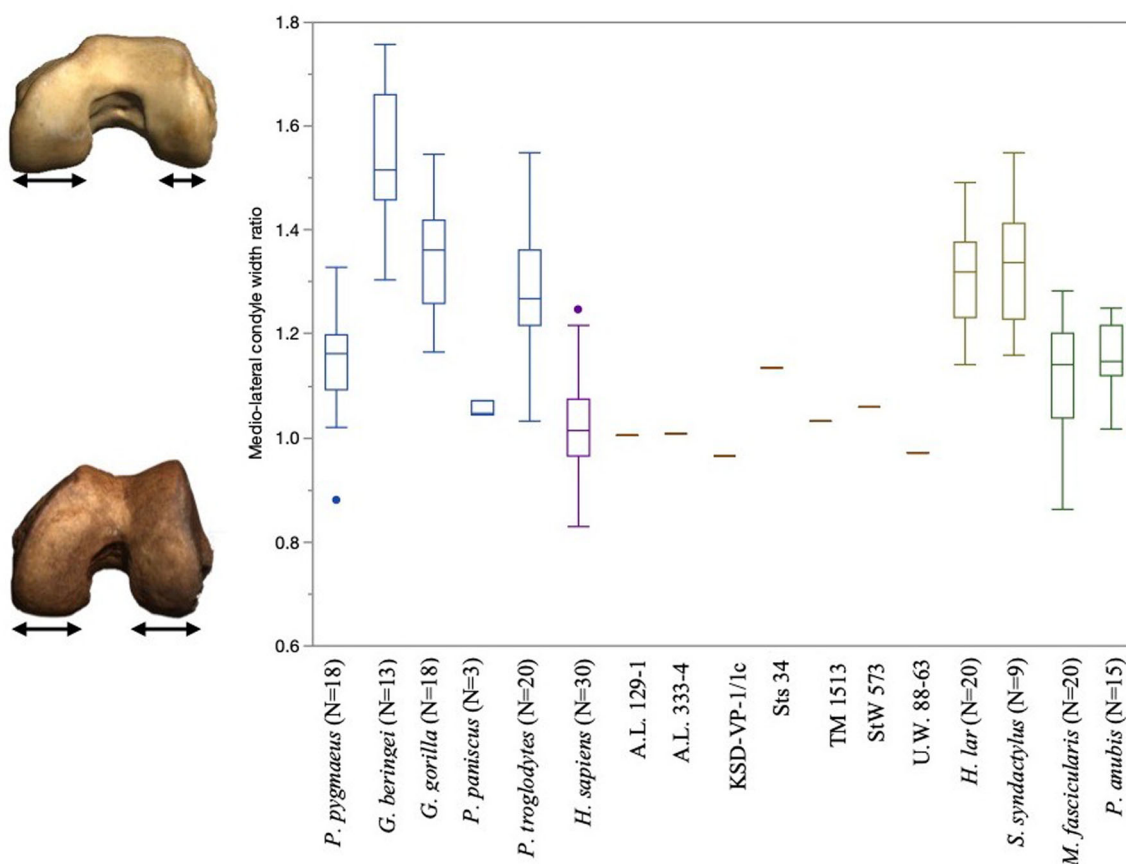 1.8
1.6
1.4
1.2
1.0
0.8
0.6
Medio-lateral condyle width ratio
P. pygmaeus (N=18)
G. beringei (N=13)
G. gorilla (N=18)
P. paniscus (N=3)
P. troglodytes (N=20)
H. sapiens (N=30)
A.L. 129-1
A.L. 333-4
KSD-VP-1/1c
Sts 34
TM 1513
StW 573
U.W. 88-63
H. lar (N=20)
S. syndactylus (N=9)
M. fascicularis (N=20)
P. anubis (N=15)